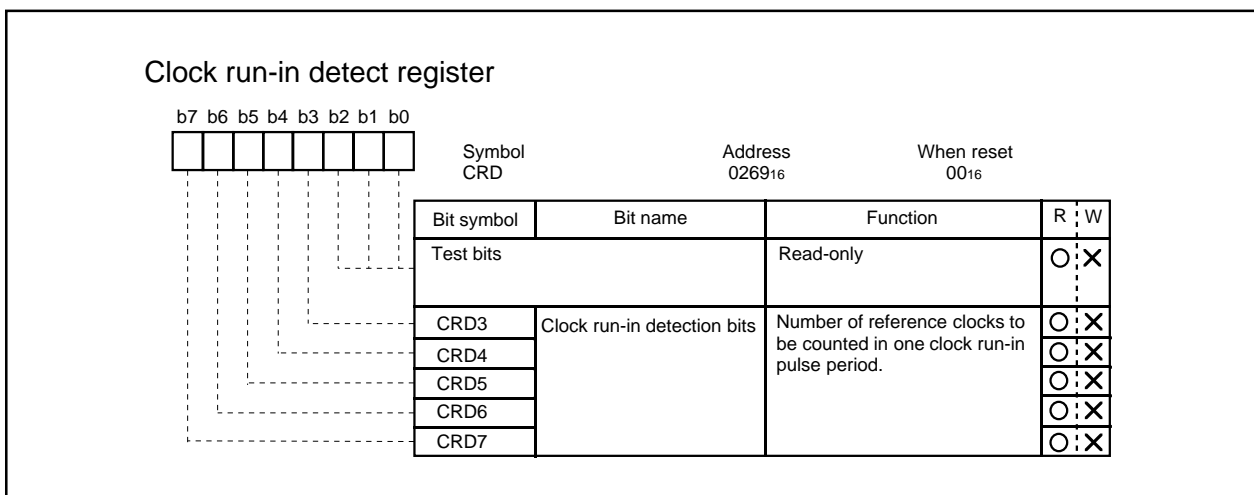 Clock run-in detect register
b7 b6 b5 b4 b3 b2 b1 b0
Symbol Address When reset
CRD 026916 0016
Bit symbol Bit name Function R W
Test bits Read-only
CRD3 Clock run-in detection bits Number of reference clocks to
be counted in one clock run-in
CRD4
pulse period.
CRD5
CRD6
CRD7